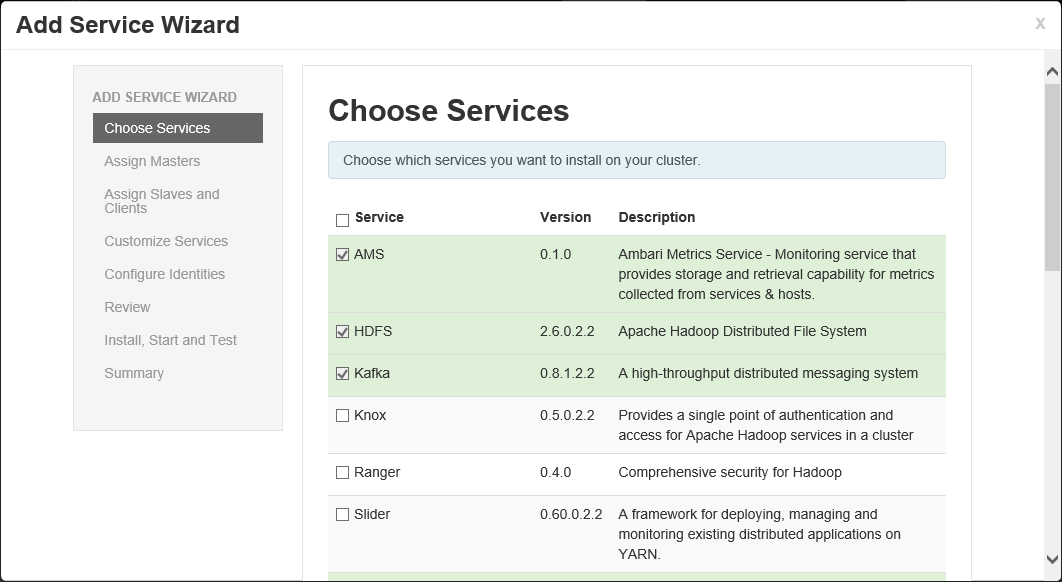 Add Service Wizard
x
ADD SERVICE WIZARD
Choose Services
Assign Masters
Assign Slaves and
Clients
Customize Services
Configure Identities
Review
Install, Start and Test
Summary
Choose Services
Choose which services you want to install on your cluster.
Service Version Description
AMS 0.1.0 Ambari Metrics Service - Monitoring service that
provides storage and retrieval capability for metrics
collected from services & hosts.
HDFS 2.6.0.2.2 Apache Hadoop Distributed File System
Kafka 0.8.1.2.2 A high-throughput distributed messaging system
Knox 0.5.0.2.2 Provides a single point of authentication and
access for Apache Hadoop services in a cluster
Ranger 0.4.0 Comprehensive security for Hadoop
Slider 0.60.0.2.2 A framework for deploying, managing and
monitoring existing distributed applications on
YARN.